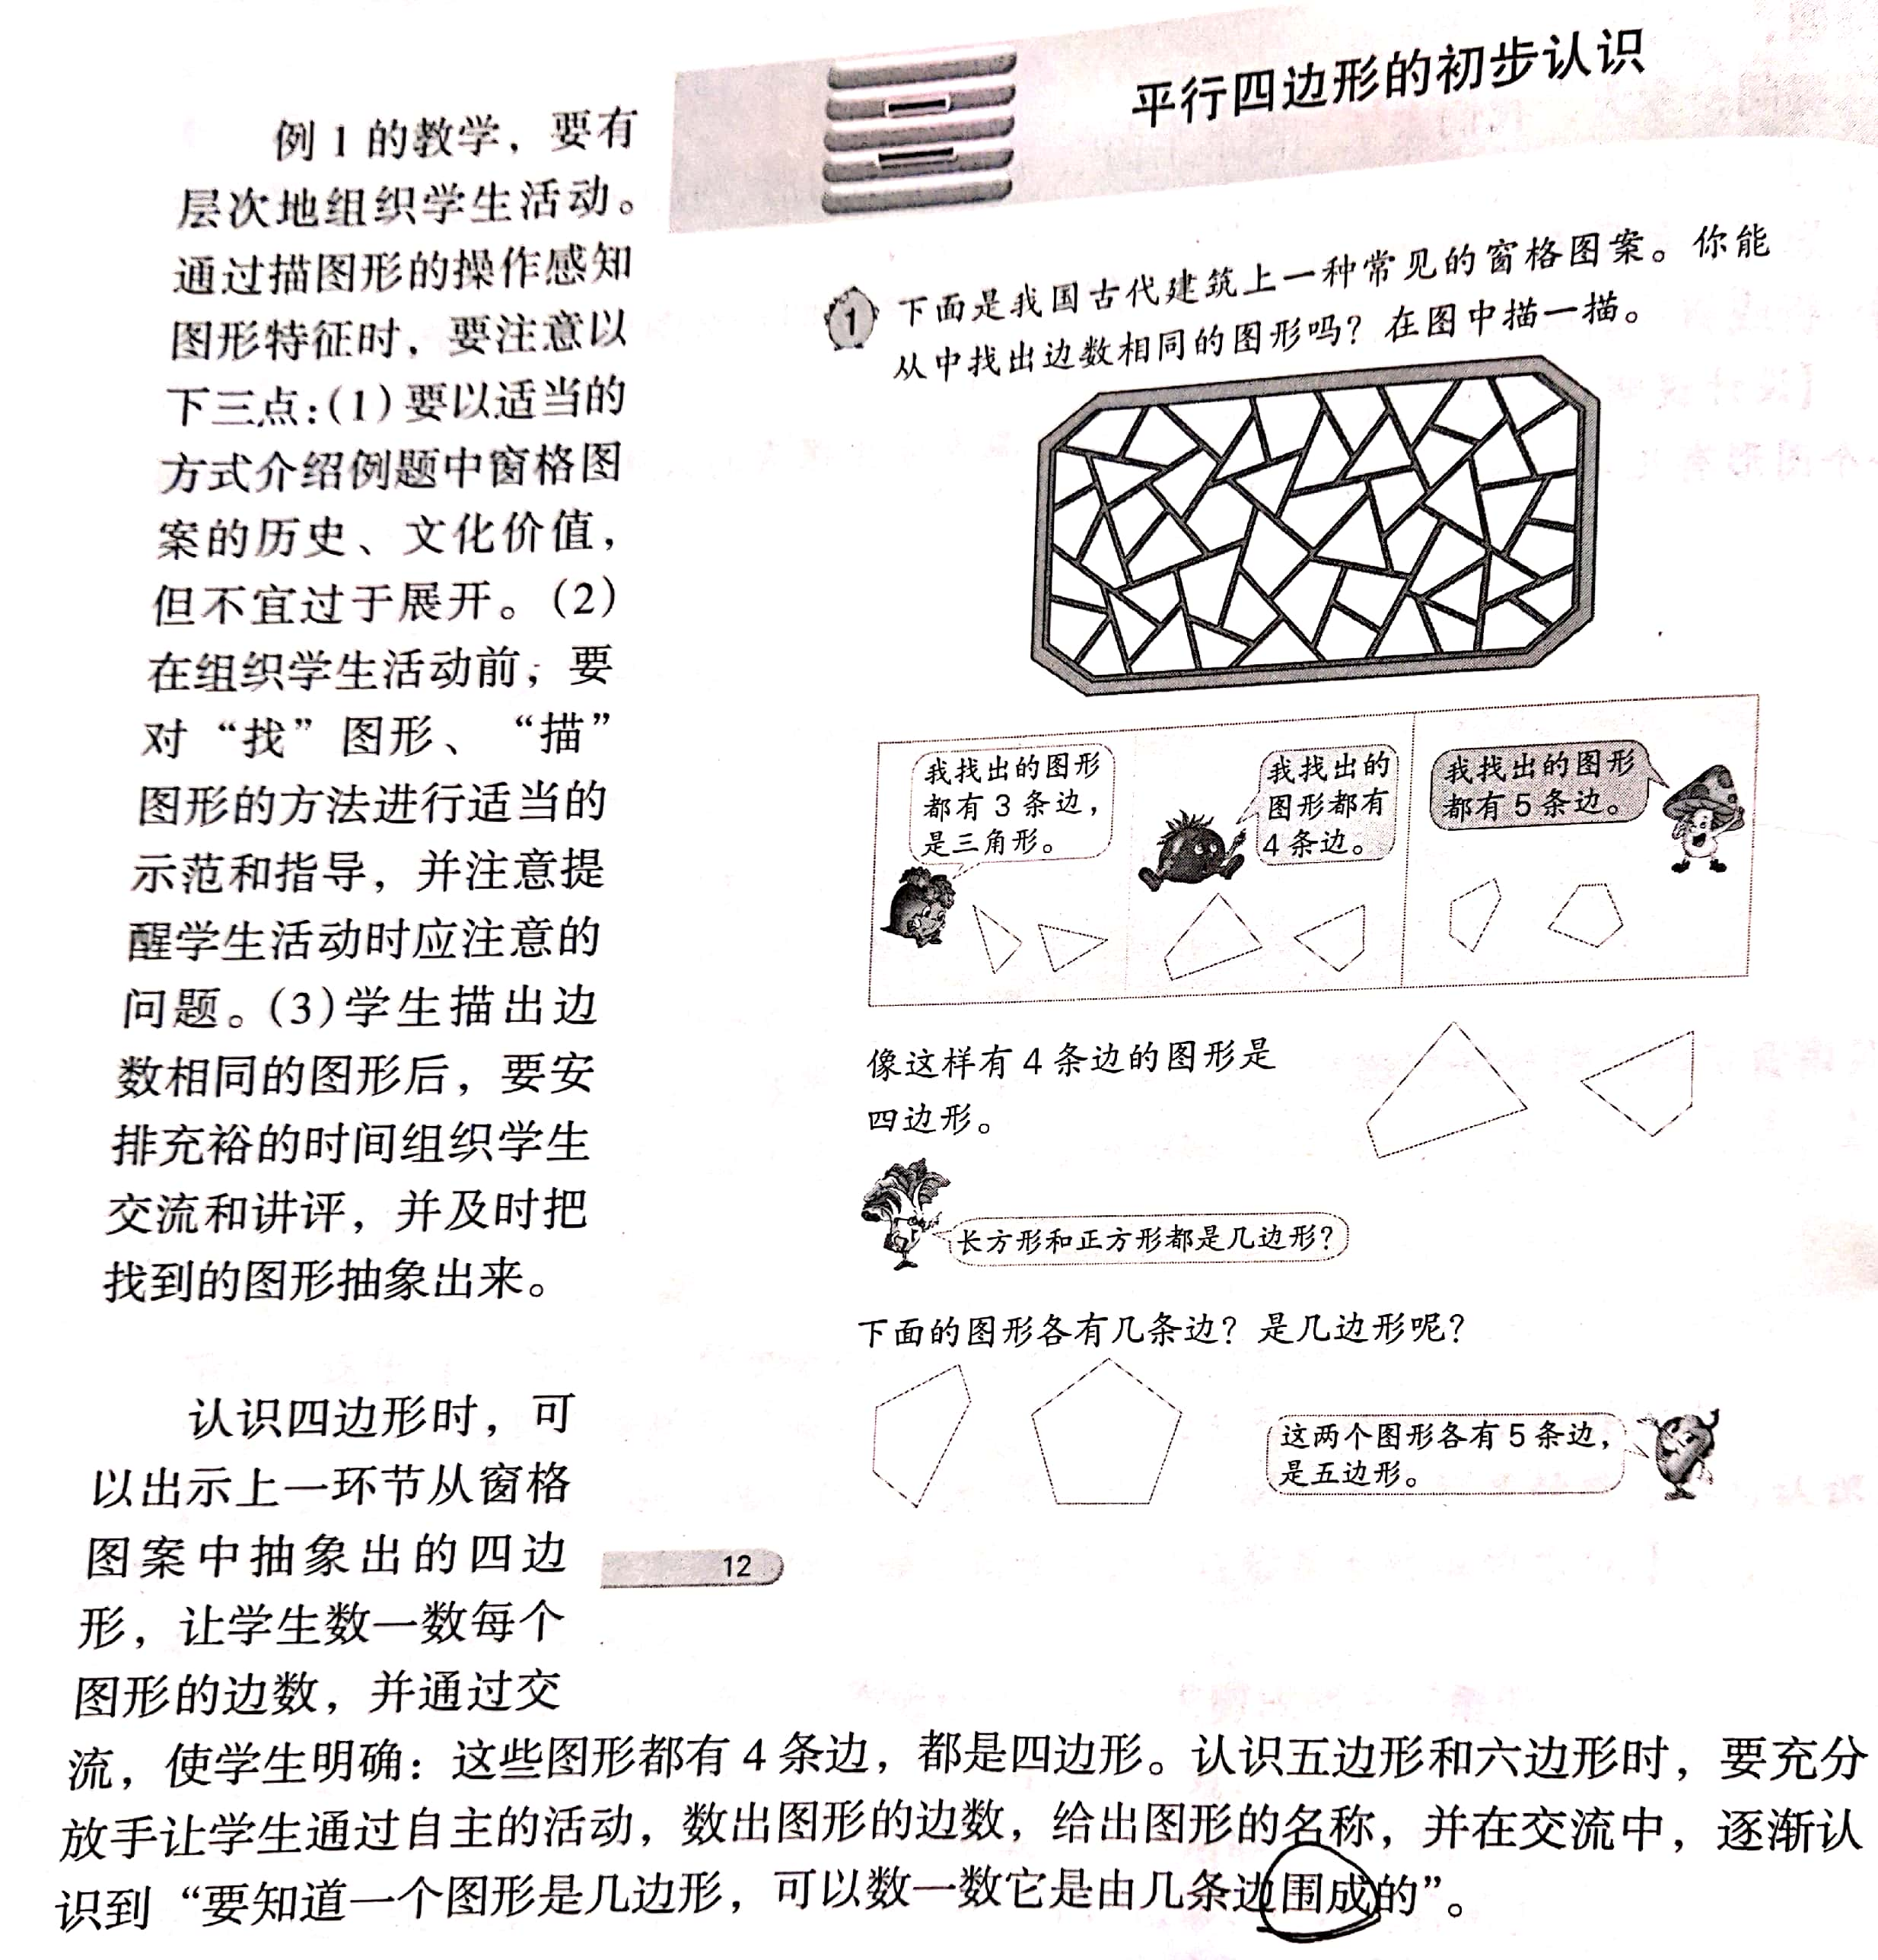 平行四边形的初步认识
例1的教学，要有
层次地组织学生活动。
通过描图形的操作感知
图形特征时，要注意以
下三点：(1)要以适当的
方式介绍例题中窗格图
案的历史、文化价值，
但不宜过于展开。(2)
在组织学生活动前，要
对“找”图形、“描”
图形的方法进行适当的
示范和指导，并注意提
醒学生活动时应注意的
问题。(3)学生描出边
数相同的图形后，要安
排充裕的时间组织学生
交流和讲评，并及时把
找到的图形抽象出来。
1 下面是我国古代建筑上一种常见的窗格图案。你能
从中找出边数相同的图形吗？在图中描一描。
我找出的图形
都有3条边，
是三角形。
我找出的
图形都有
4条边。
我找出的图形
都有5条边。
像这样有4条边的图形是
四边形。
长方形和正方形都是几边形？
下面的图形各有几条边？是几边形呢？
这两个图形各有5条边，
是五边形。
12
认识四边形时，可
以出示上一环节从窗格
图案中抽象出的四边
形，让学生数一数每个
图形的边数，并通过交
流，使学生明确：这些图形都有4条边，都是四边形。认识五边形和六边形时，要充分
放手让学生通过自主的活动，数出图形的边数，给出图形的名称，并在交流中，逐渐认
识到“要知道一个图形是几边形，可以数一数它是由几条边围成的”。